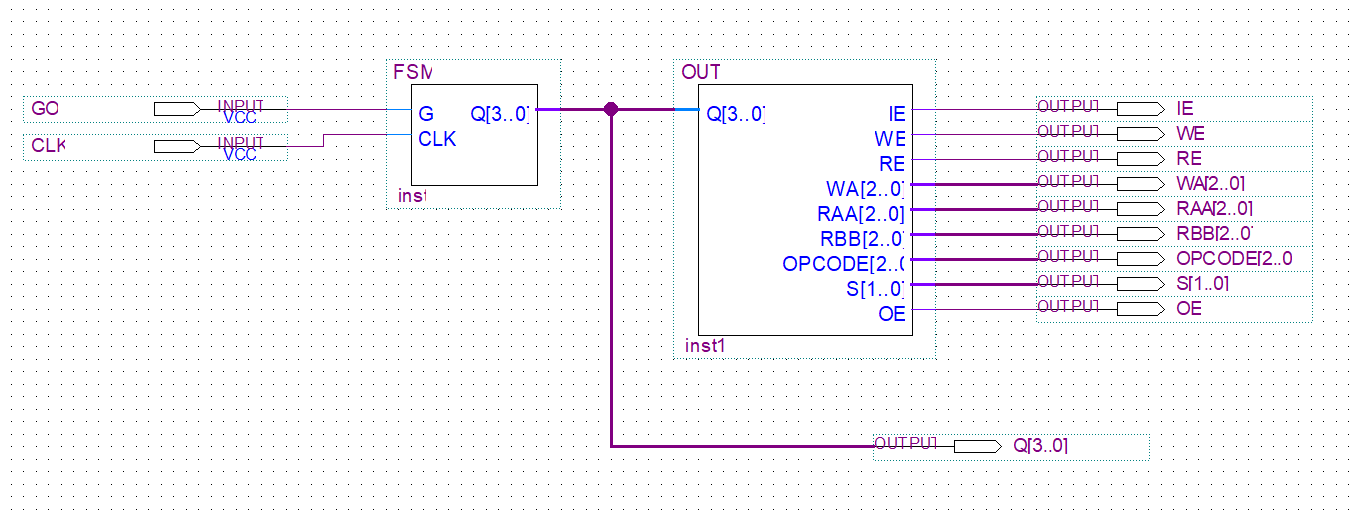 FSM
OUT
GO
INPUT
VCC
G
Q[3..0]
Q[3..0]
IE
OUTPUT
IE
CLK
INPUT
VCC
CLK
WE
OUTPUT
WE
RE
OUTPUT
RE
WA[2..0]
OUTPUT
WA[2..0]
inst
RAA[2..0]
OUTPUT
RAA[2..0]
RBB[2..0]
OUTPUT
RBB[2..0]
OPCODE[2..0
OUTPUT
OPCODE[2..0
S[1..0]
OUTPUT
S[1..0]
OE
OUTPUT
OE
inst1
OUTPUT
Q[3..0]